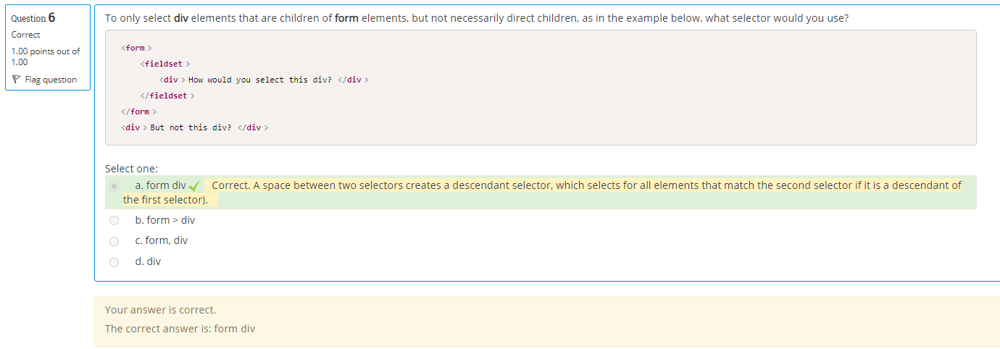 Question 6
Correct
1.00 points out of
1.00
Flag question
To only select div elements that are children of form elements, but not necessarily direct children, as in the example below, what selector would you use?
<form >
<fieldset >
<div > How would you select this div? </div >
</fieldset >
</form >
<div > But not this div? </div >
Select one:
a. form div Correct. A space between two selectors creates a descendant selector, which selects for all elements that match the second selector if it is a descendant of
the first selector).
b. form > div
c. form, div
d. div
Your answer is correct.
The correct answer is: form div